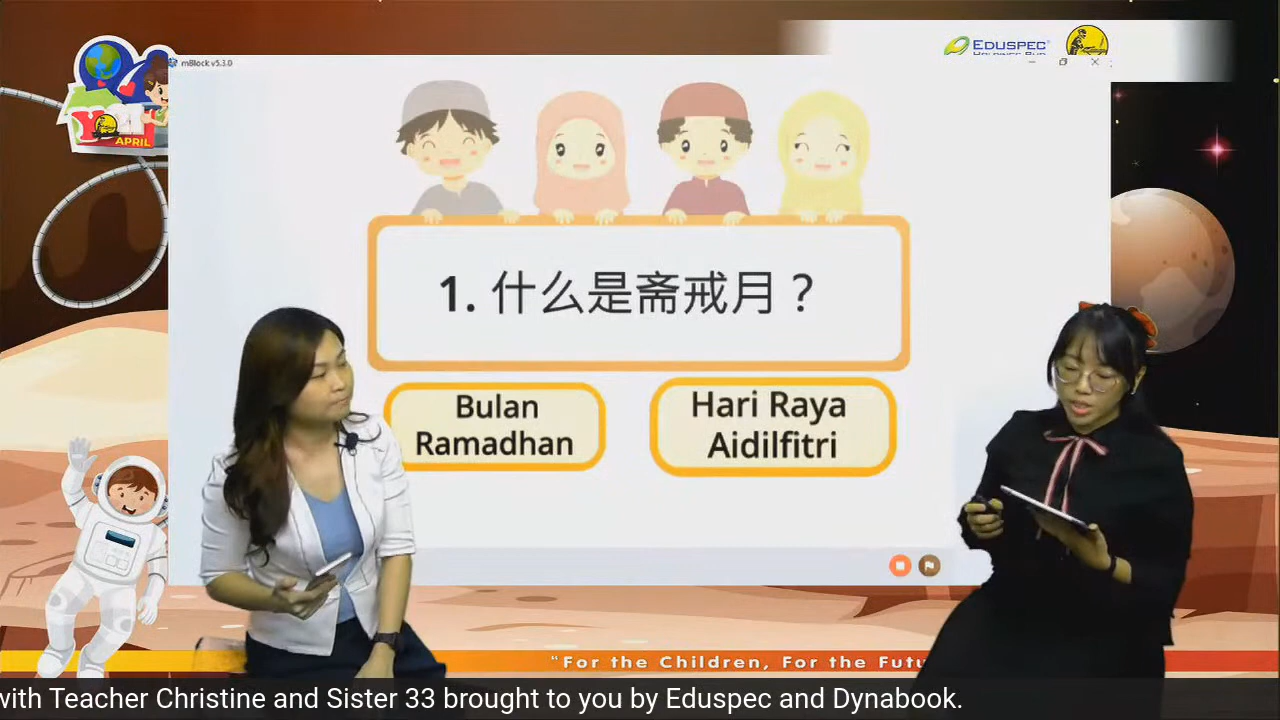 EDUSPEC
mBlock v5.3.0
APRIL
1. 什么是斋戒月？
Bulan
Ramadhan
Hari Raya
Aidilfitri
"For the Children, For the Futu
with Teacher Christine and Sister 33 brought to you by Eduspec and Dynabook.